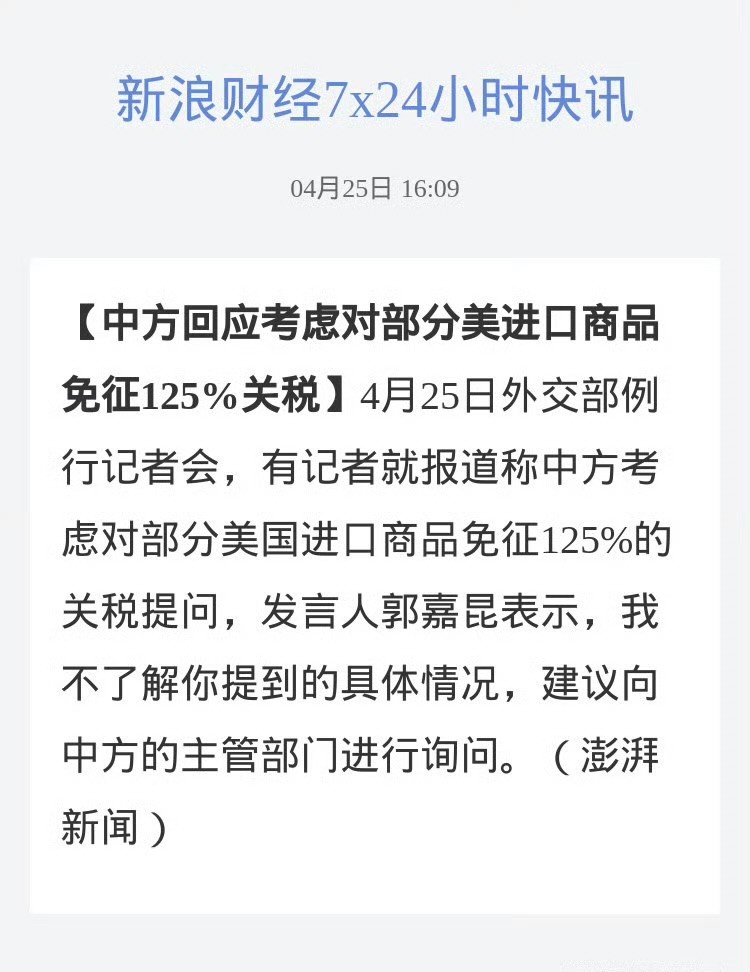 新浪财经7x24小时快讯
04月25日 16:09
【中方回应考虑对部分美进口商品
免征125%关税】4月25日外交部例
行记者会，有记者就报道称中方考
虑对部分美国进口商品免征125%的
关税提问，发言人郭嘉昆表示，我
不了解你提到的具体情况，建议向
中方的主管部门进行询问。（澎湃
新闻）